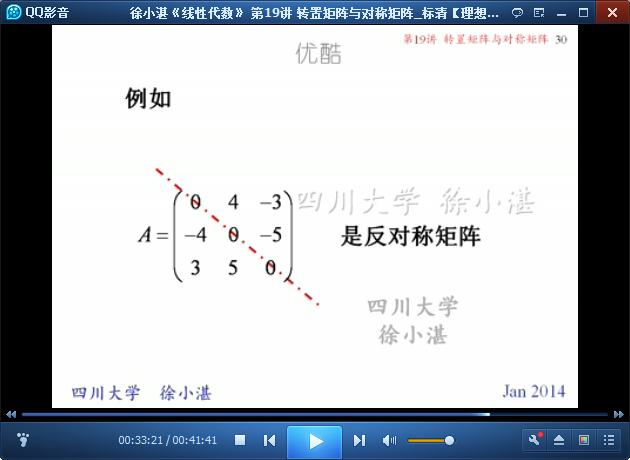 QQ影音 徐小湛《线性代数》 第19讲 转置矩阵与对称矩阵_标清【理想...
第19讲 转置矩阵与对称矩阵 30
优酷
例如
四川大学 徐小湛
0 4 -3
A = -4 0 -5 是反对称矩阵
3 5 0
四川大学
徐小湛
四川大学 徐小湛 Jan 2014
00:33:21 / 00:41:41